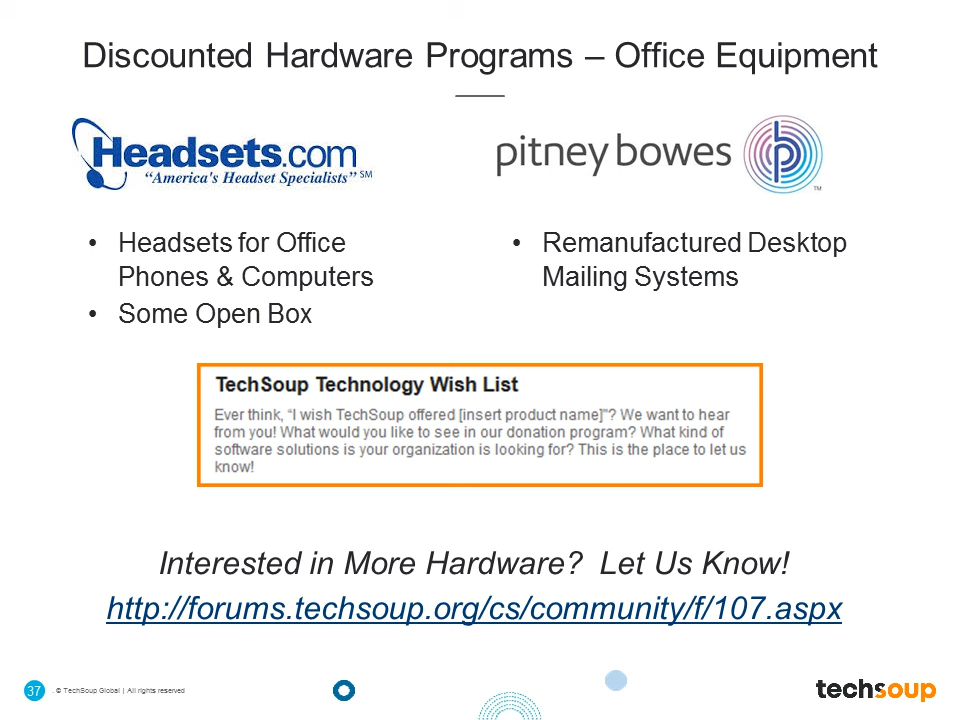 Discounted Hardware Programs – Office Equipment
Headsets.com
“America's Headset Specialists” SM
pitney bowes
TM
• Headsets for Office
Phones & Computers
• Some Open Box
• Remanufactured Desktop
Mailing Systems
TechSoup Technology Wish List
Ever think, “I wish TechSoup offered [insert product name]”? We want to hear
from you! What would you like to see in our donation program? What kind of
software solutions is your organization is looking for? This is the place to let us
know!
Interested in More Hardware?  Let Us Know!
http://forums.techsoup.org/cs/community/f/107.aspx
37
. © TechSoup Global | All rights reserved
techsoup